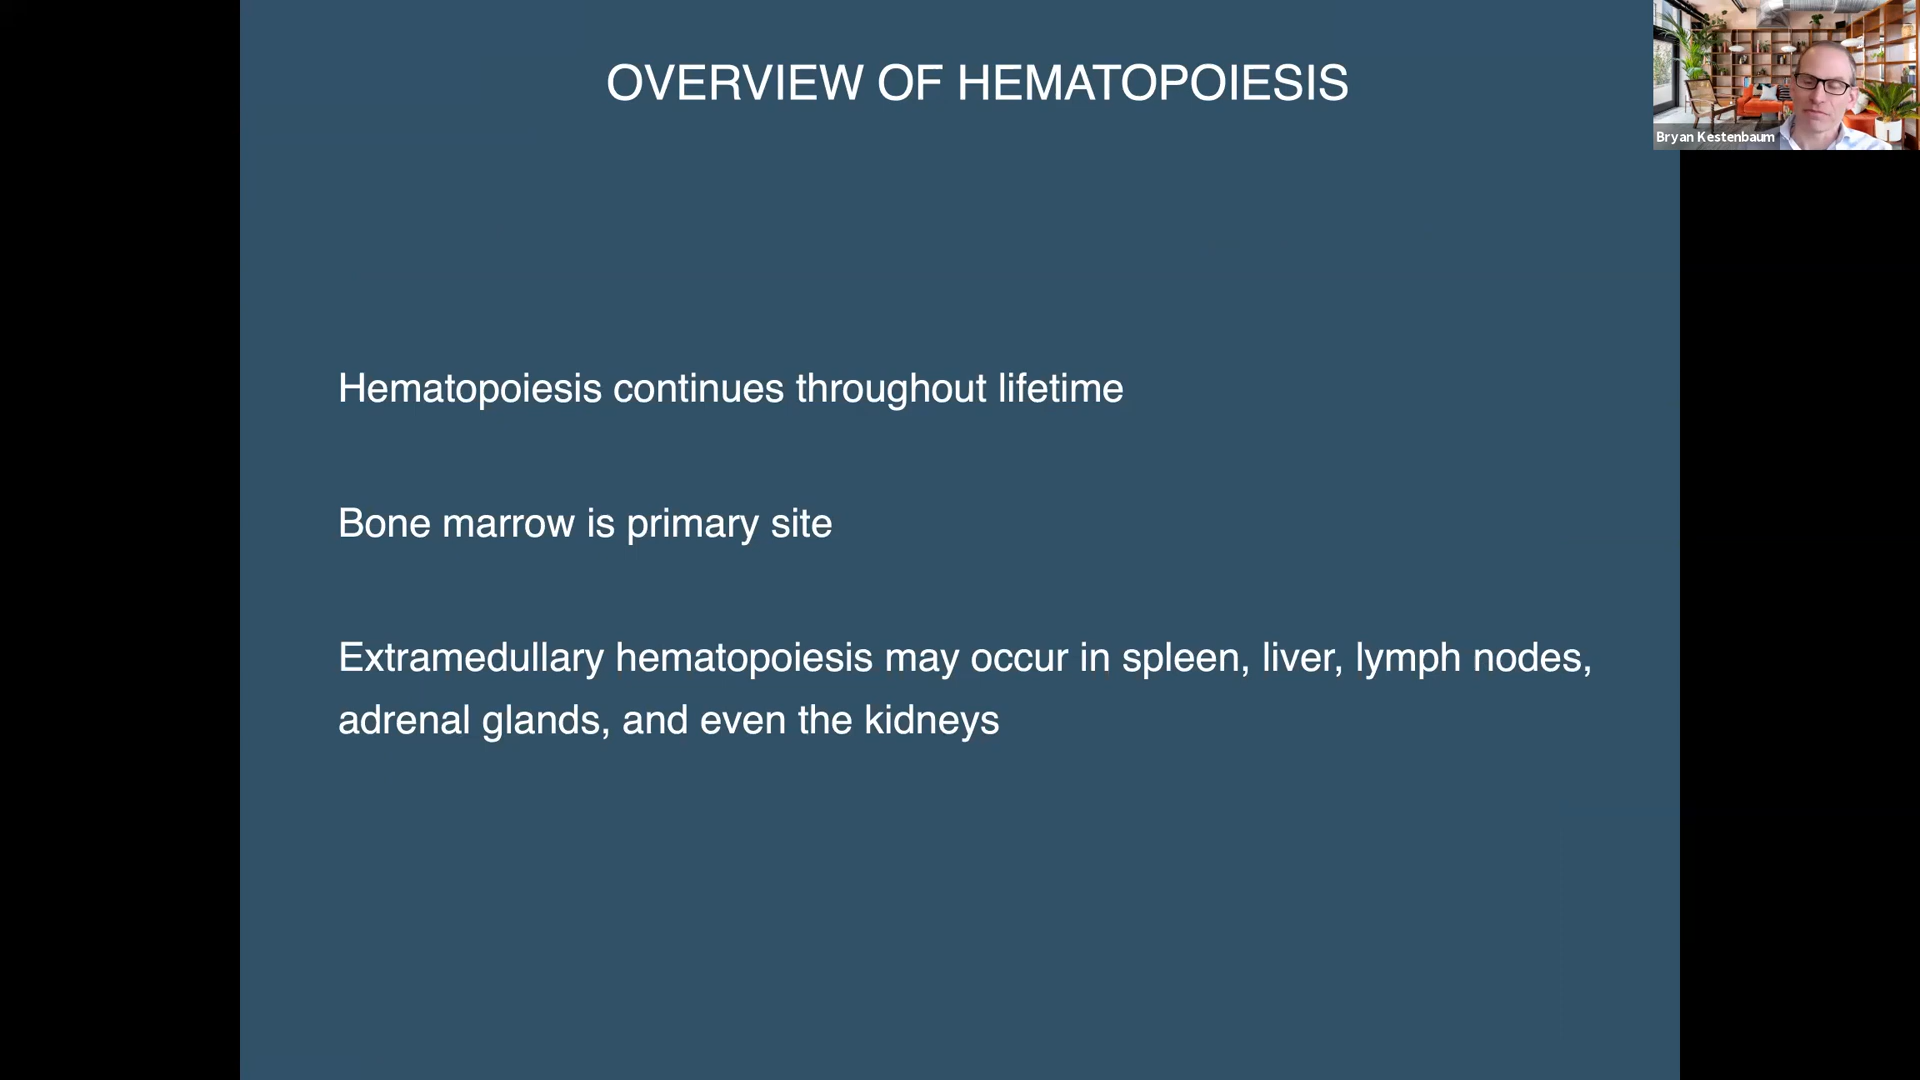 OVERVIEW OF HEMATOPOIESIS
Bryan Kestenbaum
Hematopoiesis continues throughout lifetime
Bone marrow is primary site
Extramedullary hematopoiesis may occur in spleen, liver, lymph nodes,
adrenal glands, and even the kidneys